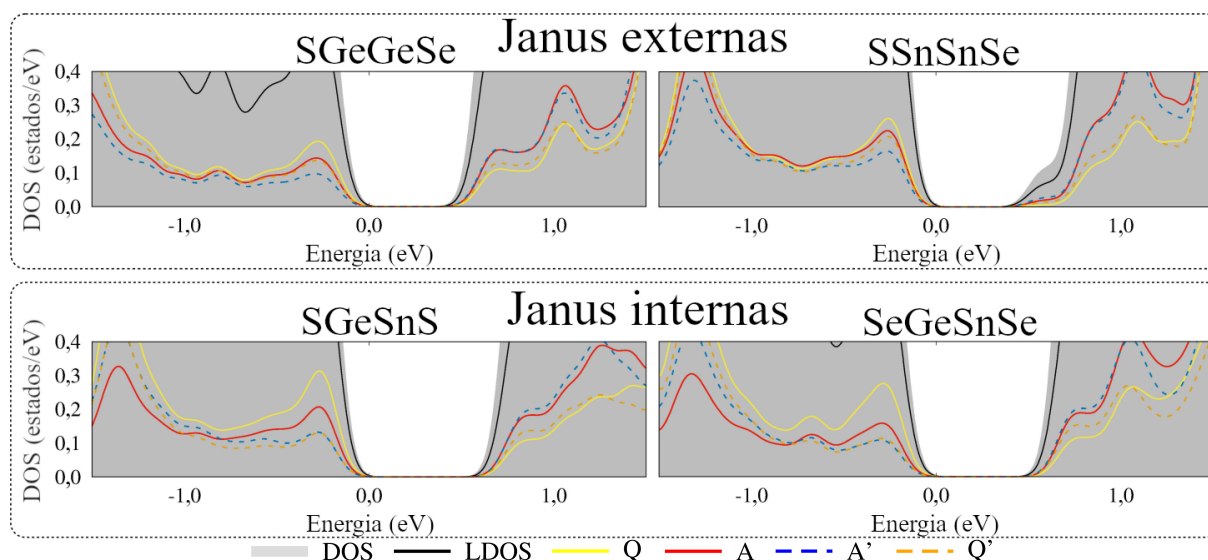 Janus externas
SGeGeSe
SSnSnSe
DOS (estados/eV)
0,4
0,3
0,2
0,1
0,0
-1,0 0,0 1,0
-1,0 0,0 1,0
Energia (eV)
Energia (eV)
Janus internas
SGeSnS
SeGeSnSe
DOS (estados/eV)
0,4
0,3
0,2
0,1
0,0
-1,0 0,0 1,0
-1,0 0,0 1,0
Energia (eV)
Energia (eV)
DOS LDOS Q A A’ Q’